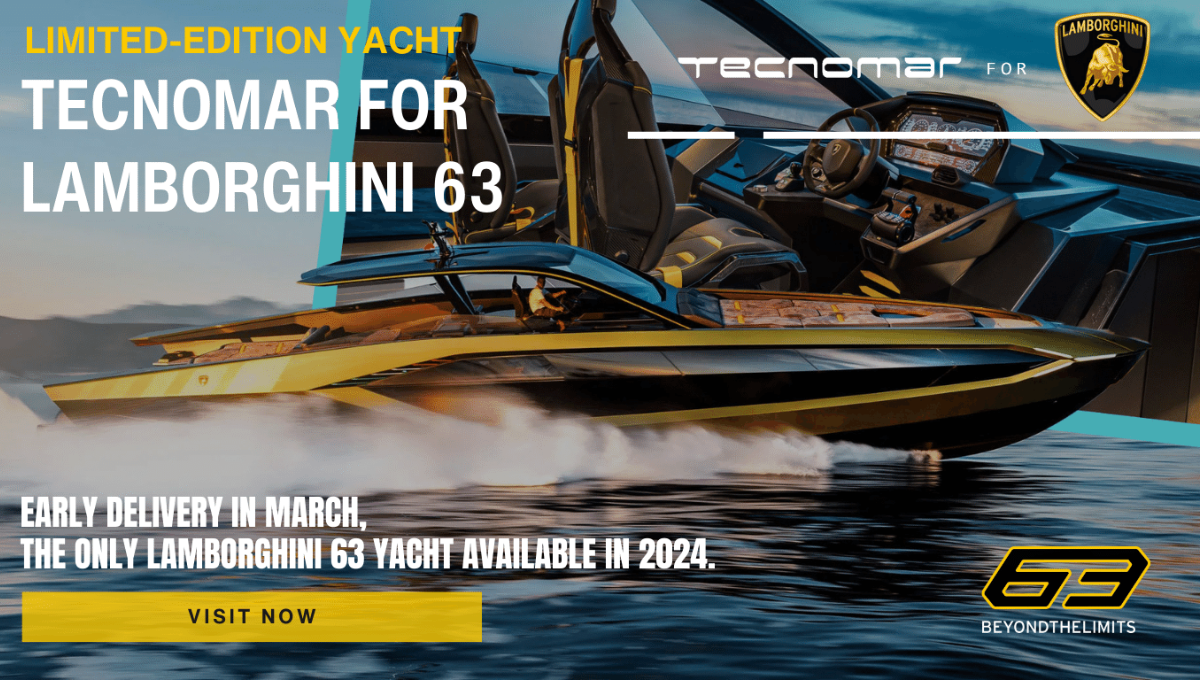 LIMITED-EDITION YACHT
TECNOMAR FOR
LAMBORGHINI 63
TECNOMAR FOR
LAMBORGHINI
EARLY DELIVERY IN MARCH,
THE ONLY LAMBORGHINI 63 YACHT AVAILABLE IN 2024.
VISIT NOW
63
BEYONDTHELIMITS